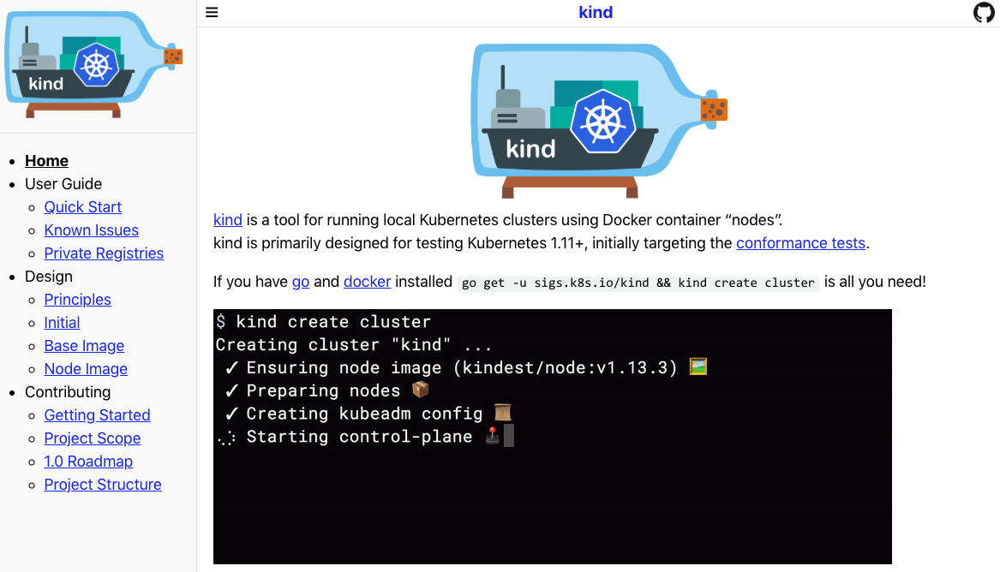 kind
Home
User Guide
Quick Start
Known Issues
Private Registries
Design
Principles
Initial
Base Image
Node Image
Contributing
Getting Started
Project Scope
1.0 Roadmap
Project Structure
kind
kind
kind is a tool for running local Kubernetes clusters using Docker container “nodes”.
kind is primarily designed for testing Kubernetes 1.11+, initially targeting the conformance tests.
If you have go and docker installed go get -u sigs.k8s.io/kind && kind create cluster is all you need!
$ kind create cluster
Creating cluster "kind" ...
✓ Ensuring node image (kindest/node:v1.13.3) 🖼
✓ Preparing nodes 📦
✓ Creating kubeadm config 📜
Starting control-plane 🕹